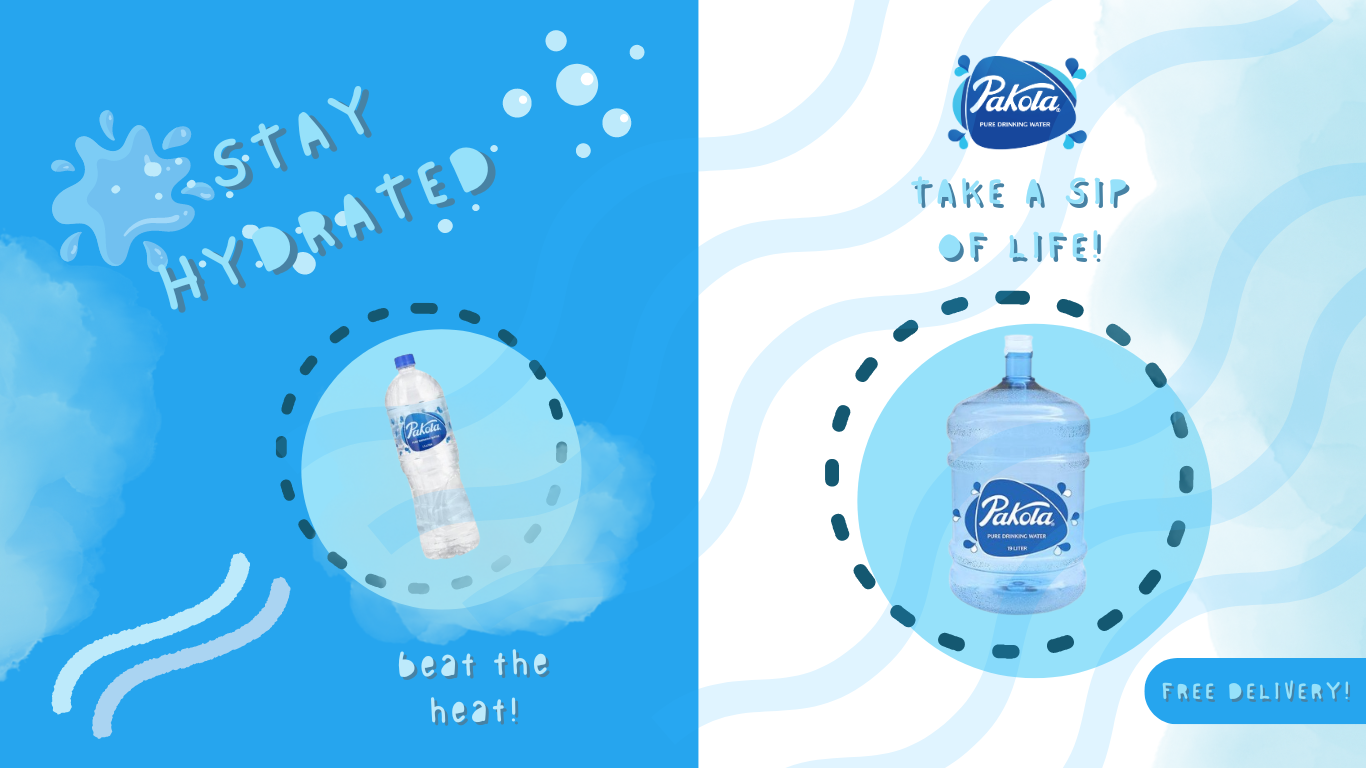 STAY
HYDRATED
Pakola
beat the
heat!
Pakola
PURE DRINKING WATER
TAKE A SIP
OF LIFE!
Pakola
PURE DRINKING WATER
19 LITER
FREE DELIVERY!